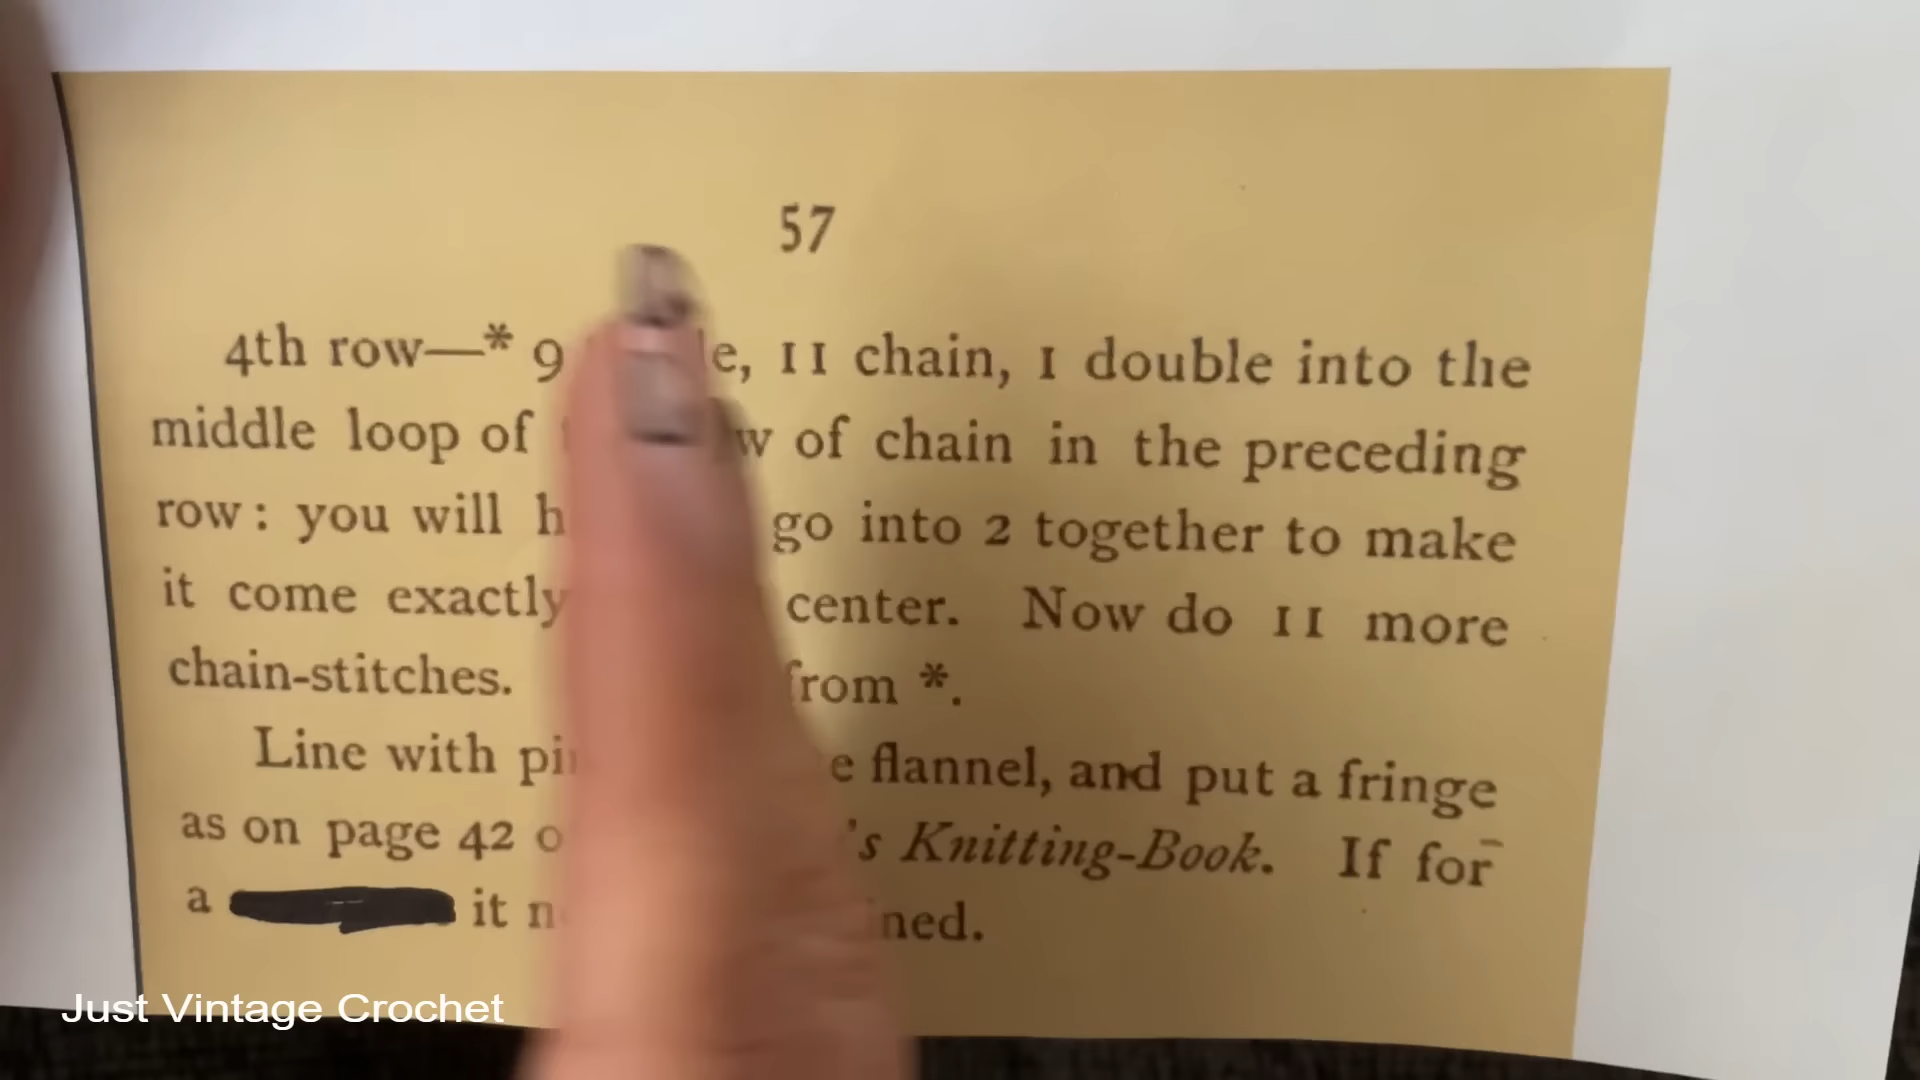 57
4th row—* 9 11 chain, 1 double into the
middle loop of of chain in the preceding
row: you will go into 2 together to make
it come exactly center. Now do 11 more
chain-stitches. from *.
Line with flannel, and put a fringe
as on page 42 Knitting-Book. If for
a it
Just Vintage Crochet